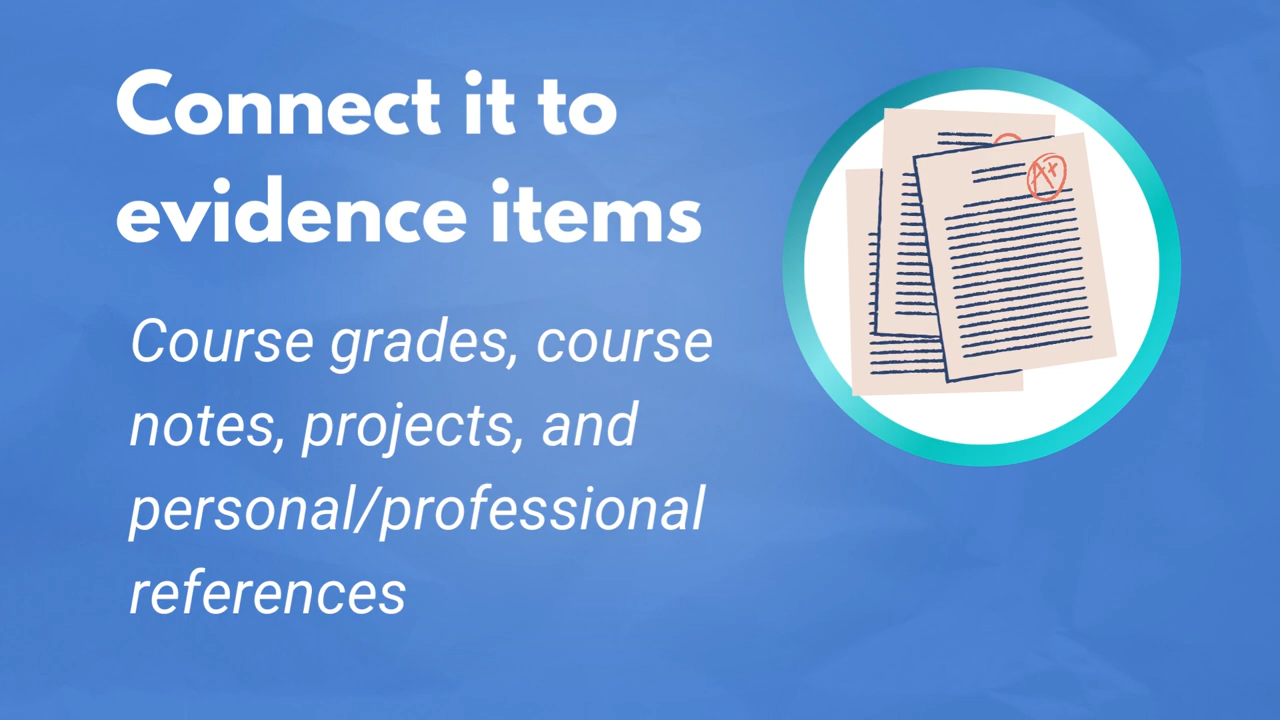 Connect it to
evidence items
Course grades, course
notes, projects, and
personal/professional
references
A+